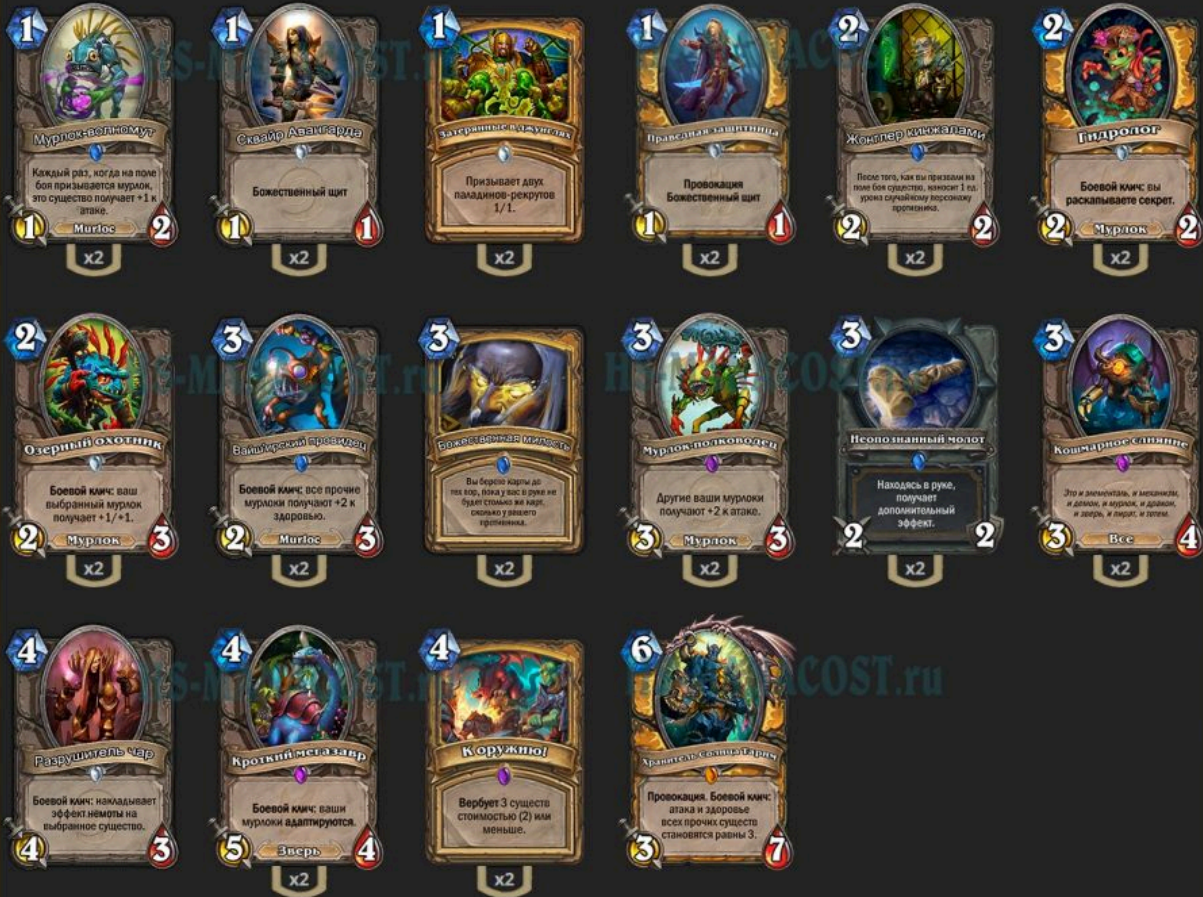 1
Мурлок-волномут
Каждый раз, когда на поле
боя призывается мурлок,
это существо получает +1 к
атаке.
1
Murloc
2
x2
1
Сквайр Авангарда
Божественный щит
1
1
x2
1
Затерянные в джунглях
Призывает двух
паладинов-рекрутов
1/1.
x2
1
Праведная защитница
Провокация
Божественный щит
1
1
x2
2
Жонглер кинжалами
После того, как вы призвали на
поле боя существо, наносит 1 ед.
урона случайному персонажу
противника.
2
2
x2
2
Гидролог
Боевой клич: вы
раскапываете секрет.
2
Мурлок
2
x2
2
Озерный охотник
Боевой клич: ваш
выбранный мурлок
получает +1/+1.
2
Мурлок
3
x2
3
Вайш'ирский провидец
Боевой клич: все прочие
мурлоки получают +2 к
здоровью.
2
Murloc
3
x2
3
Божественная милость
Вы берете карты до
тех пор, пока у вас в руке не
будет столько же карт,
сколько у вашего
противника.
x2
3
Мурлок-полководец
Другие ваши мурлоки
получают +2 к атаке.
3
Мурлок
3
x2
3
Неопознанный молот
Находясь в руке,
получает
дополнительный
эффект.
2
2
x2
3
Кошмарное слияние
Это и элементаль, и механизм,
и демон, и мурлок, и дракон,
и зверь, и пират, и тотем.
3
Все
4
x2
4
Разрушитель чар
Боевой клич: накладывает
эффект немоты на
выбранное существо.
4
3
4
Кроткий мегазавр
Боевой клич: ваши
мурлоки адаптируются.
5
Зверь
4
x2
4
К оружию!
Вербует 3 существ
стоимостью (2) или
меньше.
x2
6
Хранитель Солнца Тарим
Провокация. Боевой клич:
атака и здоровье
всех прочих существ
становятся равны 3.
3
7